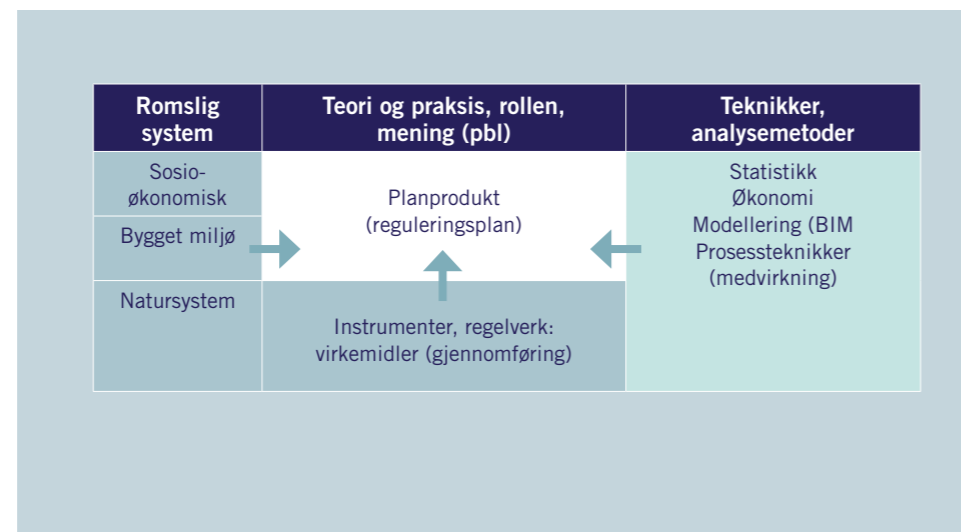 Romslig
system
Teori og praksis, rollen,
mening (pbl)
Teknikker,
analysemetoder
Sosio-
økonomisk
Bygget miljø
Natursystem
Planprodukt
(reguleringsplan)
Instrumenter, regelverk:
virkemidler (gjennomføring)
Statistikk
Økonomi
Modellering (BIM
Prosessteknikker
(medvirkning)